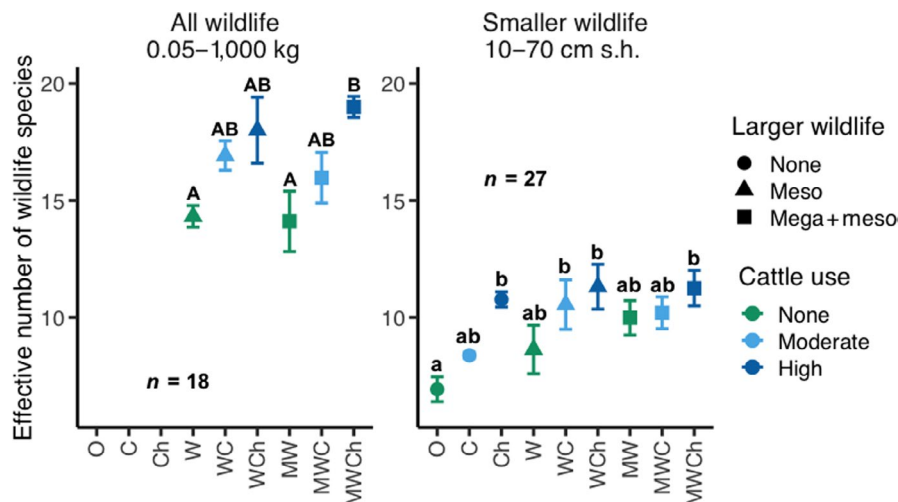 All wildlife
0.05–1,000 kg
Smaller wildlife
10–70 cm s.h.
Effective number of wildlife species
20
15
10
A
AB
AB
A
AB
B
n = 18
O
C
Ch
W
WC
WCh
MW
MWC
MWCh
20
15
10
n = 27
a
ab
b
ab
b
b
ab
ab
b
O
C
Ch
W
WC
WCh
MW
MWC
MWCh
Larger wildlife
None
Meso
Mega+meso
Cattle use
None
Moderate
High